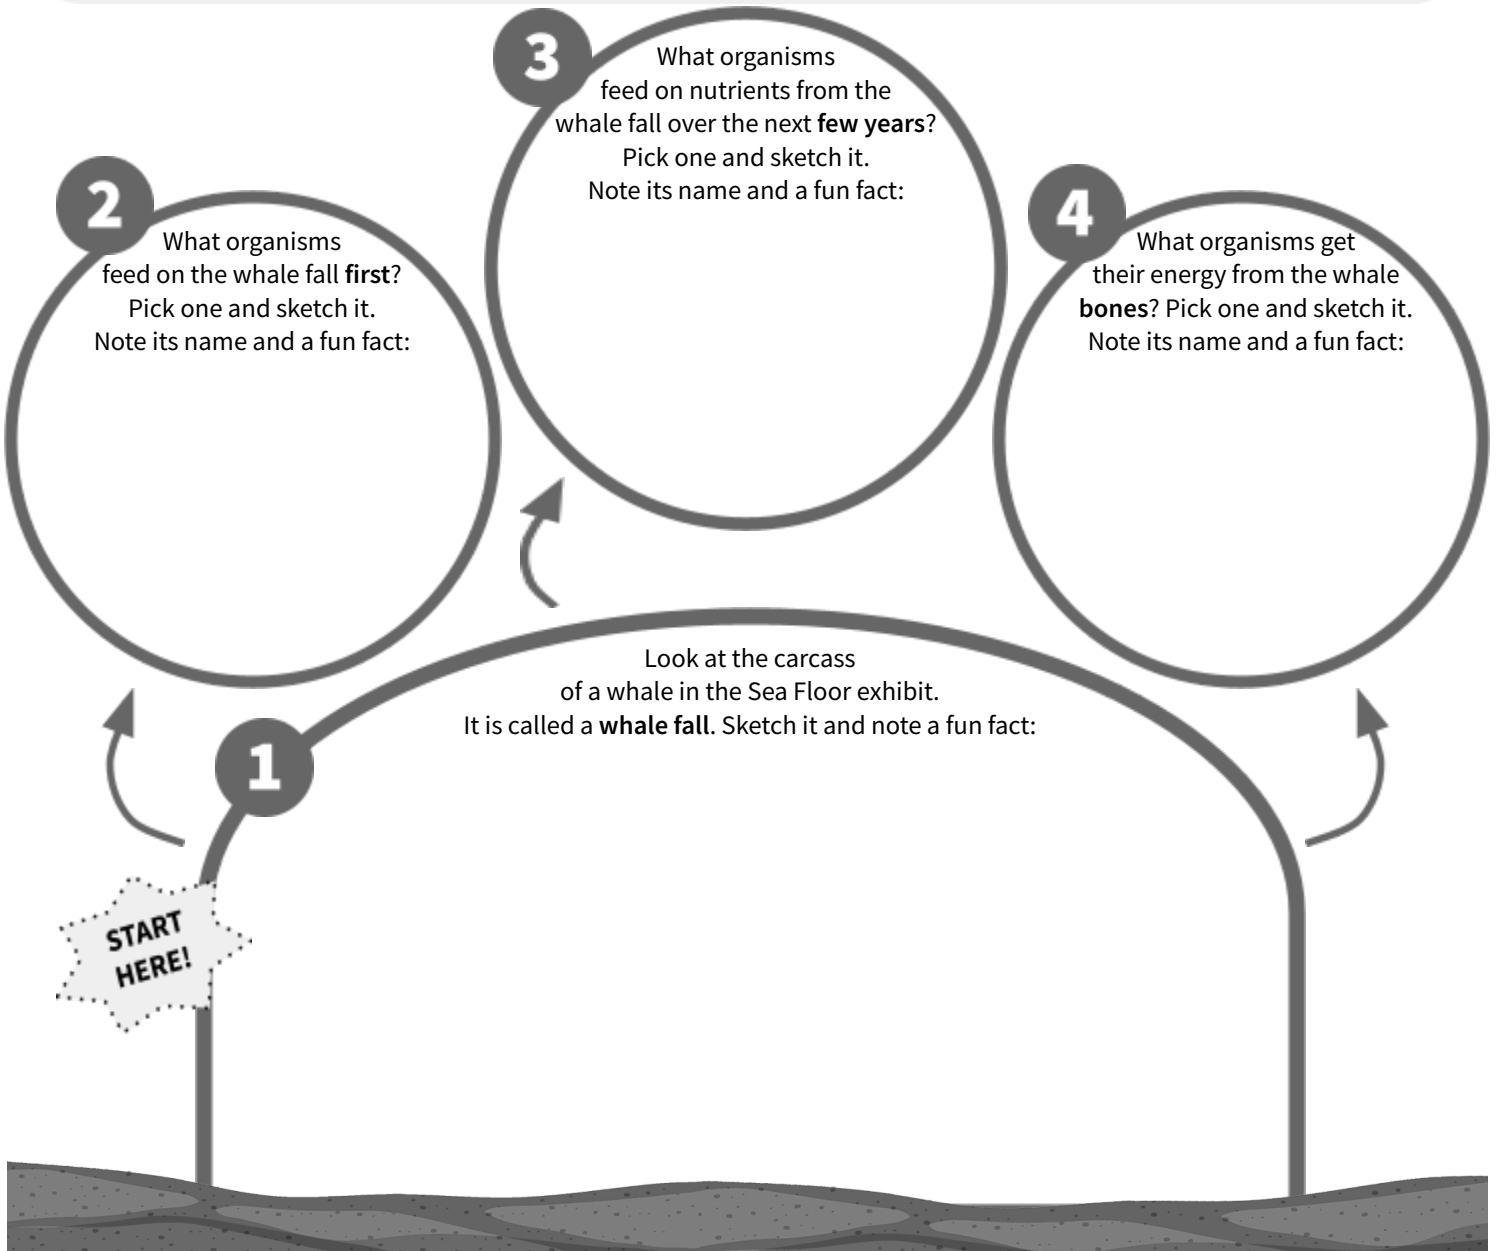 3
What organisms
feed on nutrients from the
whale fall over the next few years?
Pick one and sketch it.
Note its name and a fun fact:
2
What organisms
feed on the whale fall first?
Pick one and sketch it.
Note its name and a fun fact:
4
What organisms get
their energy from the whale
bones? Pick one and sketch it.
Note its name and a fun fact:
1
Look at the carcass
of a whale in the Sea Floor exhibit.
It is called a whale fall. Sketch it and note a fun fact:
START
HERE!